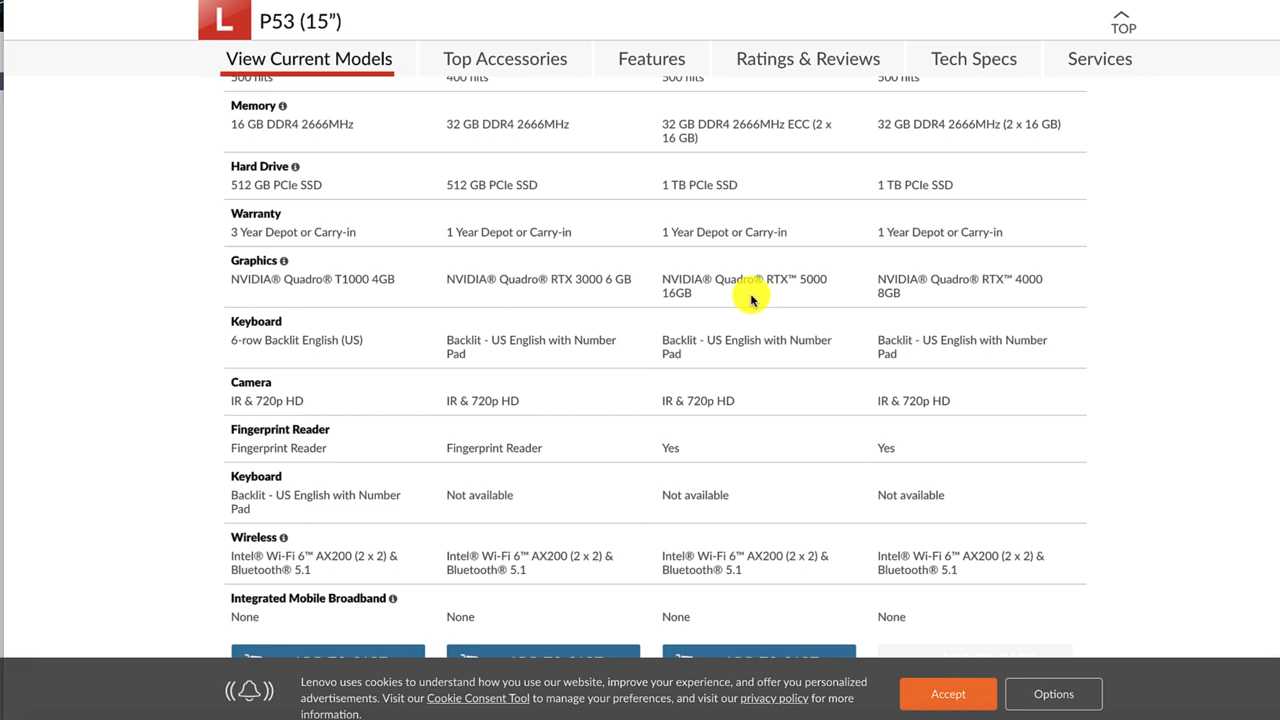 L P53 (15”)
TOP
View Current Models Top Accessories Features Ratings & Reviews Tech Specs Services
500 nits 400 nits 500 nits 500 nits
Memory
16 GB DDR4 2666MHz 32 GB DDR4 2666MHz 32 GB DDR4 2666MHz ECC (2 x 32 GB DDR4 2666MHz (2 x 16 GB)
16 GB)
Hard Drive
512 GB PCIe SSD 512 GB PCIe SSD 1 TB PCIe SSD 1 TB PCIe SSD
Warranty
3 Year Depot or Carry-in 1 Year Depot or Carry-in 1 Year Depot or Carry-in 1 Year Depot or Carry-in
Graphics
NVIDIA® Quadro® T1000 4GB NVIDIA® Quadro® RTX 3000 6 GB NVIDIA® Quadro® RTX™ 5000 NVIDIA® Quadro® RTX™ 4000
16GB 8GB
Keyboard
6-row Backlit English (US) Backlit - US English with Number Backlit - US English with Number Backlit - US English with Number
Pad Pad Pad
Camera
IR & 720p HD IR & 720p HD IR & 720p HD IR & 720p HD
Fingerprint Reader
Fingerprint Reader Fingerprint Reader Yes Yes
Keyboard
Backlit - US English with Number Not available Not available Not available
Pad
Wireless
Intel® Wi-Fi 6™ AX200 (2 x 2) & Intel® Wi-Fi 6™ AX200 (2 x 2) & Intel® Wi-Fi 6™ AX200 (2 x 2) & Intel® Wi-Fi 6™ AX200 (2 x 2) &
Bluetooth® 5.1 Bluetooth® 5.1 Bluetooth® 5.1 Bluetooth® 5.1
Integrated Mobile Broadband
None None None None
Lenovo uses cookies to understand how you use our website, improve your experience, and offer you personalized
advertisements. Visit our Cookie Consent Tool to manage your preferences, and visit our privacy policy for more
information.
Accept Options